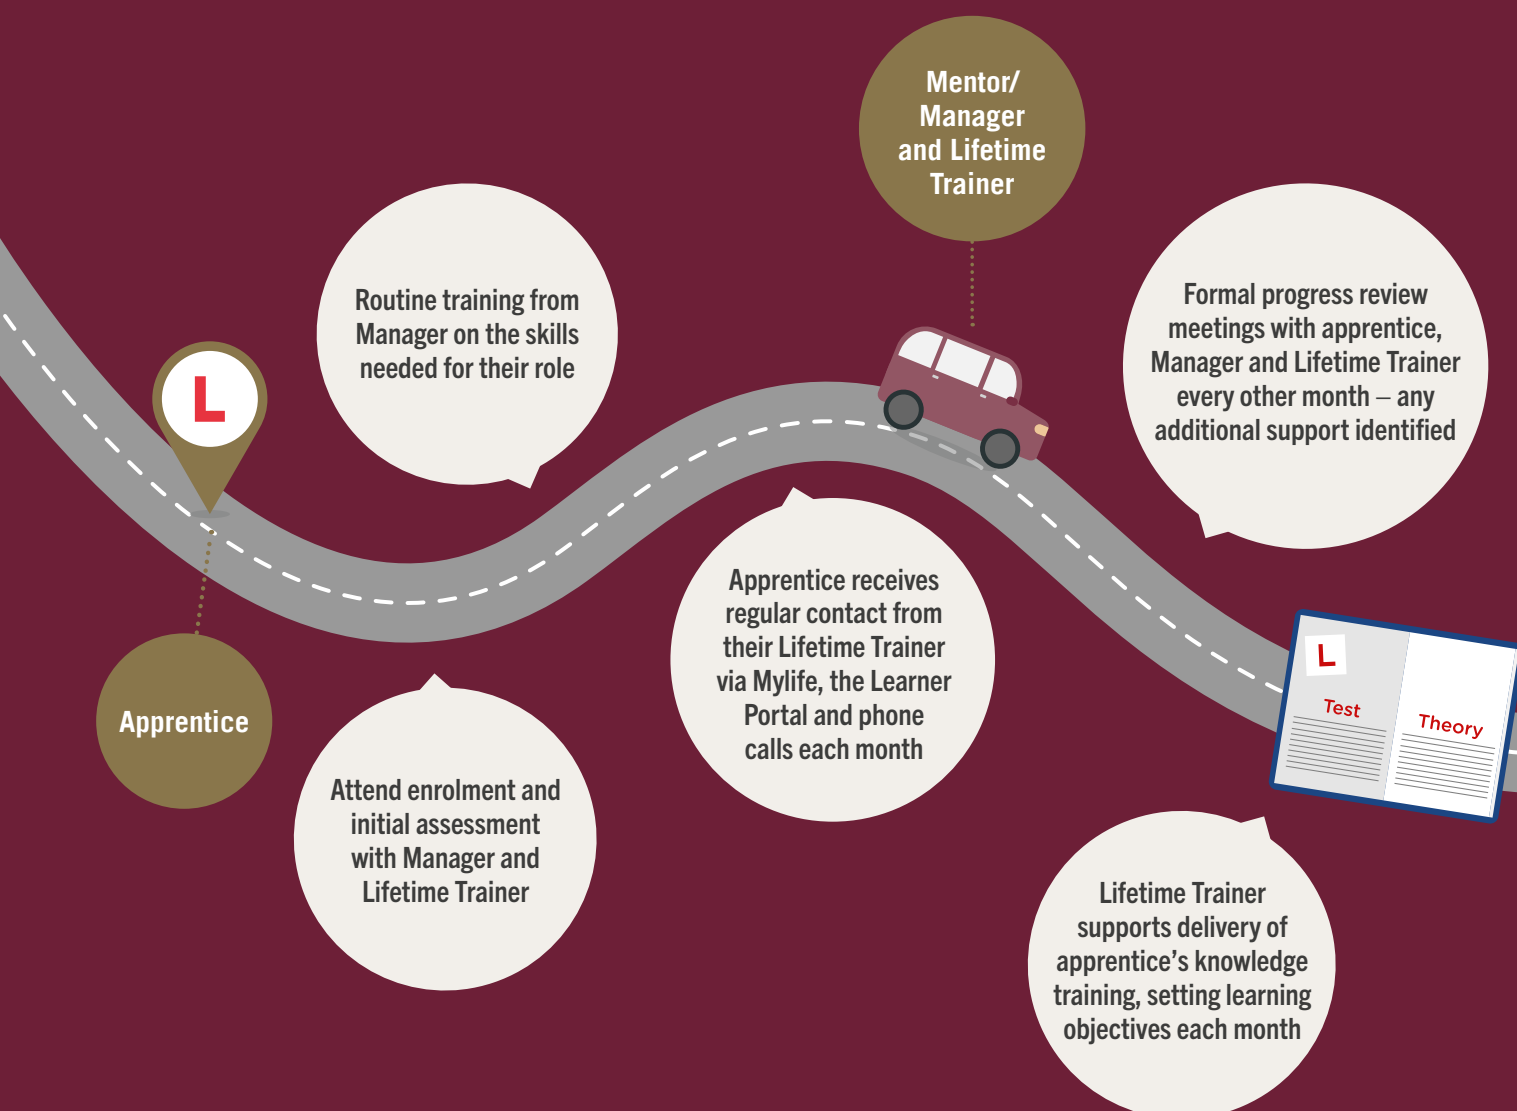 Mentor/
Manager
and Lifetime
Trainer
Routine training from
Manager on the skills
needed for their role
Formal progress review
meetings with apprentice,
Manager and Lifetime Trainer
every other month – any
additional support identified
L
Apprentice
Attend enrolment and
initial assessment
with Manager and
Lifetime Trainer
Apprentice receives
regular contact from
their Lifetime Trainer
via Mylife, the Learner
Portal and phone
calls each month
L
Test
Theory
Lifetime Trainer
supports delivery of
apprentice’s knowledge
training, setting learning
objectives each month